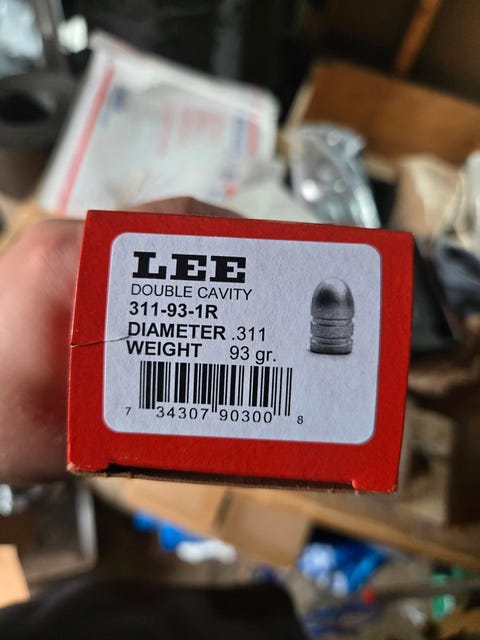 LEE
DOUBLE CAVITY
311-93-1R
DIAMETER .311
WEIGHT 93 gr.
7 34307 90300 8